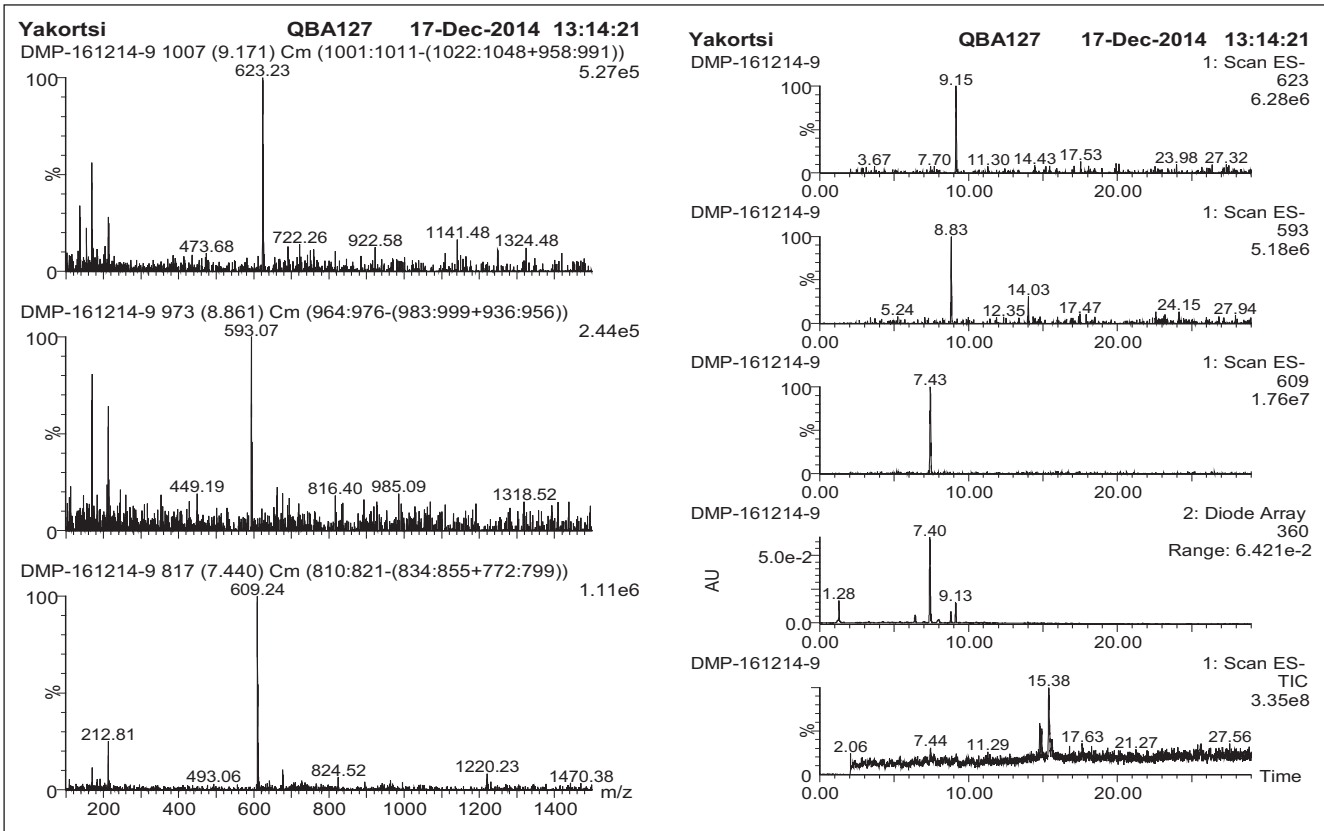 Yakortsi QBA127 17-Dec-2014 13:14:21
DMP-161214-9 1007 (9.171) Cm (1001:1011-(1022:1048+958:991))
5.27e5
100
%
0
623.23
473.68
722.26
922.58
1141.48
1324.48
DMP-161214-9 973 (8.861) Cm (964:976-(983:999+936:956))
2.44e5
100
%
0
593.07
449.19
816.40
985.09
1318.52
DMP-161214-9 817 (7.440) Cm (810:821-(834:855+772:799))
1.11e6
100
%
0
609.24
212.81
493.06
824.52
1220.23
1470.38
m/z
200 400 600 800 1000 1200 1400
Yakortsi QBA127 17-Dec-2014 13:14:21
DMP-161214-9
1: Scan ES-
623
6.28e6
100
%
0
9.15
3.67
7.70
11.30
14.43
17.53
23.98
27.32
0.00 10.00 20.00
DMP-161214-9
1: Scan ES-
593
5.18e6
100
%
0
8.83
5.24
12.35
14.03
17.47
24.15
27.94
0.00 10.00 20.00
DMP-161214-9
1: Scan ES-
609
1.76e7
100
%
0
7.43
0.00 10.00 20.00
DMP-161214-9
2: Diode Array
360
Range: 6.421e-2
AU
5.0e-2
0.0
7.40
1.28
9.13
0.00 10.00 20.00
DMP-161214-9
1: Scan ES-
TIC
3.35e8
%
0
15.38
2.06
7.44
11.29
17.63
21.27
27.56
Time
0.00 10.00 20.00